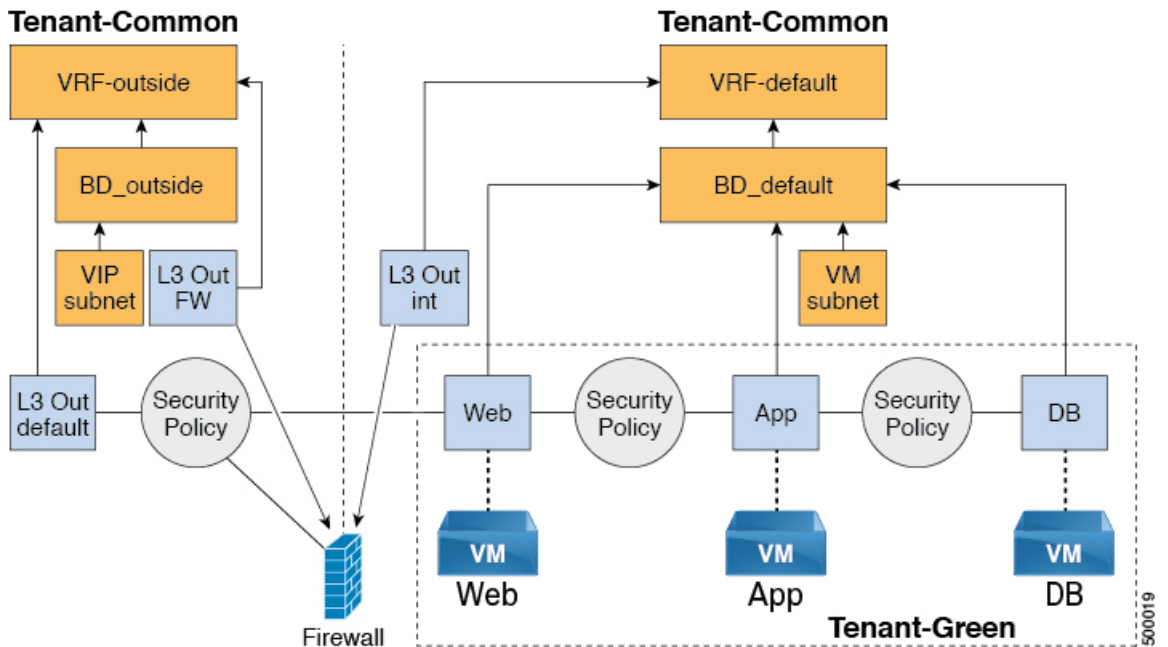 Tenant-Common
Tenant-Common
VRF-outside
VRF-default
BD_outside
BD_default
VIP
subnet
L3 Out
FW
L3 Out
int
VM
subnet
L3 Out
default
Security
Policy
Web
Security
Policy
App
Security
Policy
DB
VM
VM
VM
Web
App
DB
Firewall
Tenant-Green
500019